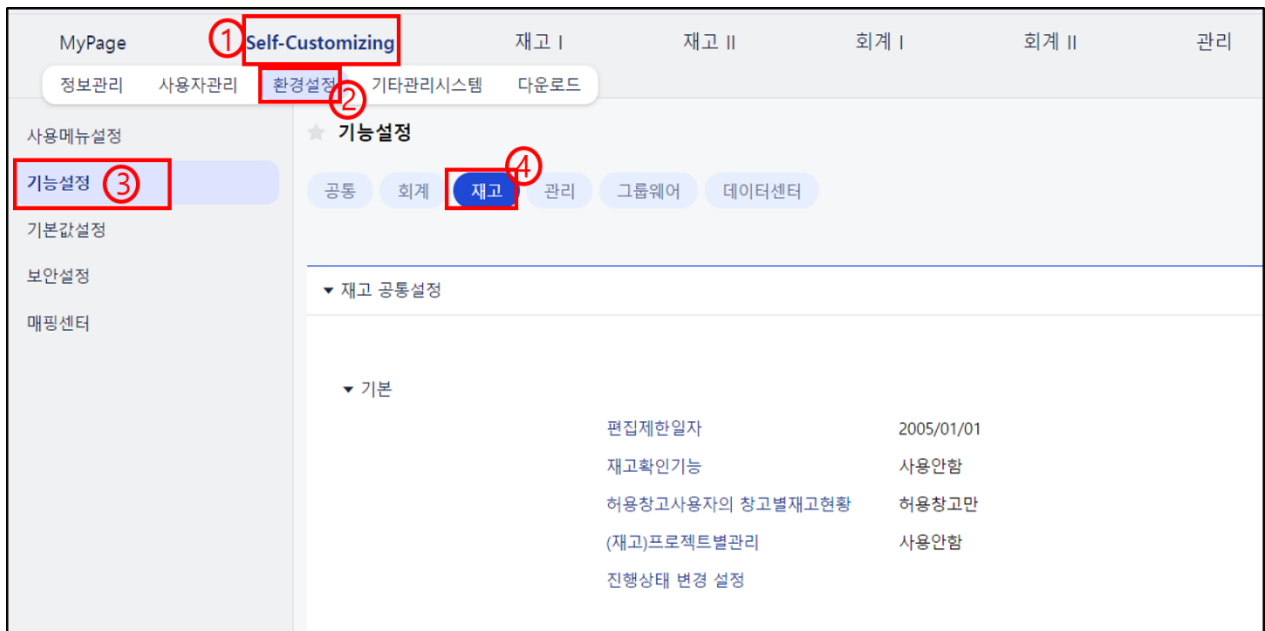 MyPage ① Self-Customizing 재고 I 재고 II 회계 I 회계 II 관리
정보관리 사용자관리 환경설정 ② 기타관리시스템 다운로드
사용메뉴설정
기능설정 ③
기본값설정
보안설정
매핑센터
기능설정
④
공통 회계 재고 관리 그룹웨어 데이터센터
▼ 재고 공통설정
▼ 기본
편집제한일자 2005/01/01
재고확인기능 사용안함
허용창고사용자의 창고별재고현황 허용창고만
(재고)프로젝트별관리 사용안함
진행상태 변경 설정